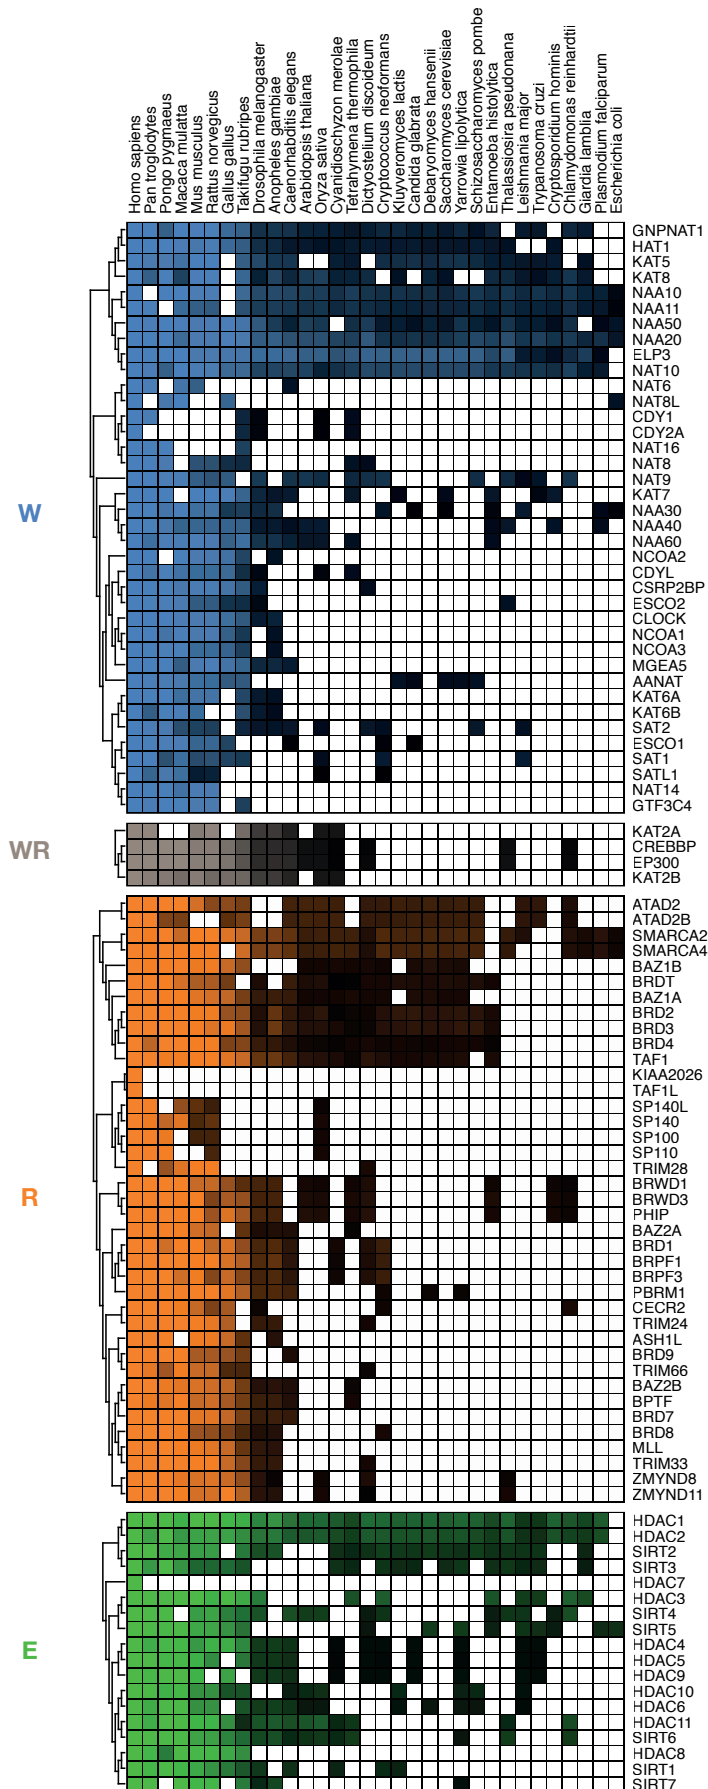 Homo sapiens
Pan troglodytes
Pongo pygmaeus
Macaca mulatta
Mus musculus
Rattus norvegicus
Gallus gallus
Takifugu rubripes
Drosophila melanogaster
Anopheles gambiae
Caenorhabditis elegans
Arabidopsis thaliana
Oryza sativa
Cyanidioschyzon merolae
Tetrahymena thermophila
Dictyostelium discoideum
Cryptococcus neoformans
Kluyveromyces lactis
Candida glabrata
Debaryomyces hansenii
Saccharomyces cerevisiae
Yarrowia lipolytica
Schizosaccharomyces pombe
Entamoeba histolytica
Thalassiosira pseudonana
Leishmania major
Trypanosoma cruzi
Cryptosporidium hominis
Chlamydomonas reinhardtii
Giardia lamblia
Plasmodium falciparum
Escherichia coli
W
GNPNAT1
HAT1
KAT5
KAT8
NAA10
NAA11
NAA50
NAA20
ELP3
NAT10
NAT6
NAT8L
CDY1
CDY2A
NAT16
NAT8
NAT9
KAT7
NAA30
NAA40
NAA60
NCOA2
CDYL
CSRP2BP
ESCO2
CLOCK
NCOA1
NCOA3
MGEA5
AANAT
KAT6A
KAT6B
SAT2
ESCO1
SAT1
SATL1
NAT14
GTF3C4
WR
KAT2A
CREBBP
EP300
KAT2B
R
ATAD2
ATAD2B
SMARCA2
SMARCA4
BAZ1B
BRDT
BAZ1A
BRD2
BRD3
BRD4
TAF1
KIAA2026
TAF1L
SP140L
SP140
SP100
SP110
TRIM28
BRWD1
BRWD3
PHIP
BAZ2A
BRD1
BRPF1
BRPF3
PBRM1
CECR2
TRIM24
ASH1L
BRD9
TRIM66
BAZ2B
BPTF
BRD7
BRD8
MLL
TRIM33
ZMYND8
ZMYND11
E
HDAC1
HDAC2
SIRT2
SIRT3
HDAC7
HDAC3
SIRT4
SIRT5
HDAC4
HDAC5
HDAC9
HDAC10
HDAC6
HDAC11
SIRT6
HDAC8
SIRT1
SIRT7